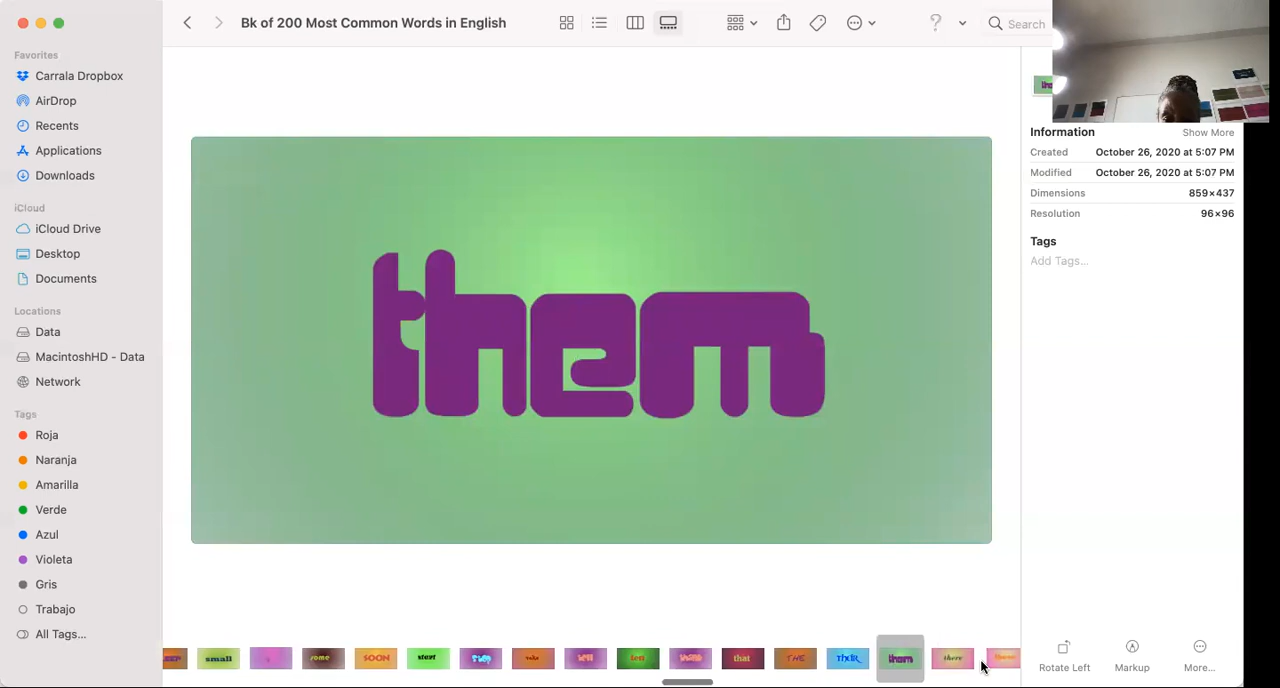 Bk of 200 Most Common Words in English
Search
Favorites
Carrala Dropbox
AirDrop
Recents
Applications
Downloads
iCloud
iCloud Drive
Desktop
Documents
Locations
Data
MacintoshHD - Data
Network
Tags
Roja
Naranja
Amarilla
Verde
Azul
Violeta
Gris
Trabajo
All Tags...
them
Information
Show More
Created October 26, 2020 at 5:07 PM
Modified October 26, 2020 at 5:07 PM
Dimensions 859×437
Resolution 96×96
Tags
Add Tags...
Rotate Left
Markup
More...
small
some
SOON
start
take
tell
ten
that
THE
THEIR
them
there